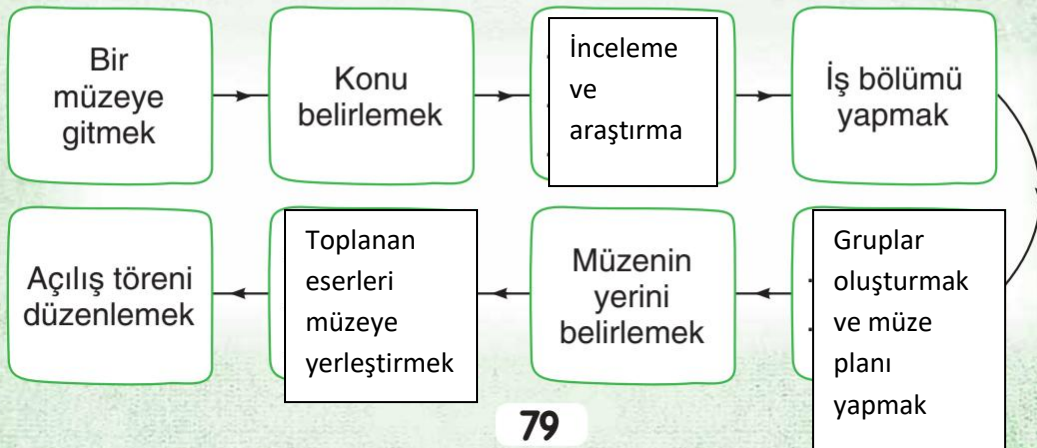 Bir
müzeye
gitmek
Konu
belirlemek
İnceleme
ve
araştırma
İş bölümü
yapmak
Gruplar
oluşturmak
ve müze
planı
yapmak
Müzenin
yerini
belirlemek
Toplanan
eserleri
müzeye
yerleştirmek
Açılış töreni
düzenlemek
79